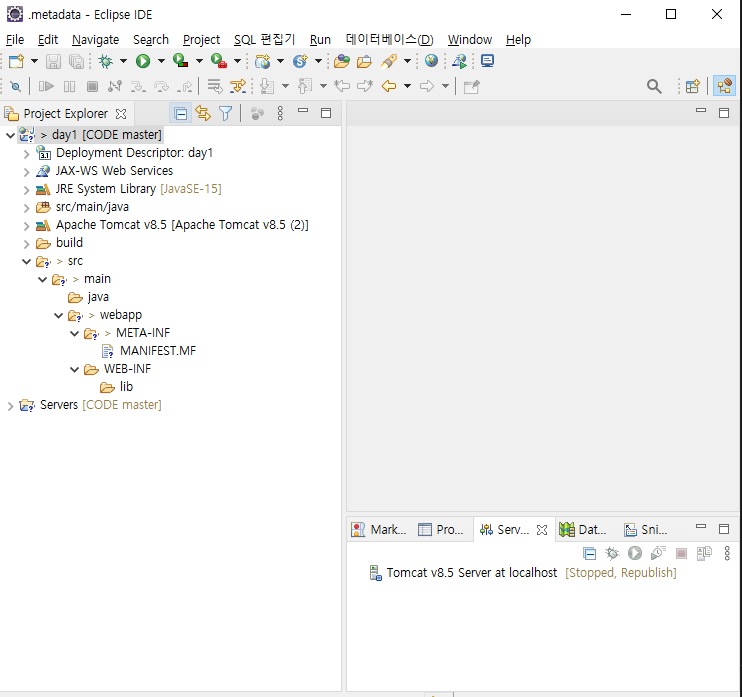 .metadata - Eclipse IDE
File Edit Navigate Search Project SQL 편집기 Run 데이터베이스(D) Window Help
Project Explorer
> day1 [CODE master]
Deployment Descriptor: day1
JAX-WS Web Services
JRE System Library [JavaSE-15]
src/main/java
Apache Tomcat v8.5 [Apache Tomcat v8.5 (2)]
build
> src
> main
java
> webapp
> META-INF
MANIFEST.MF
WEB-INF
lib
Servers [CODE master]
Mark... Pro... Serv... Dat... Sni...
Tomcat v8.5 Server at localhost [Stopped, Republish]